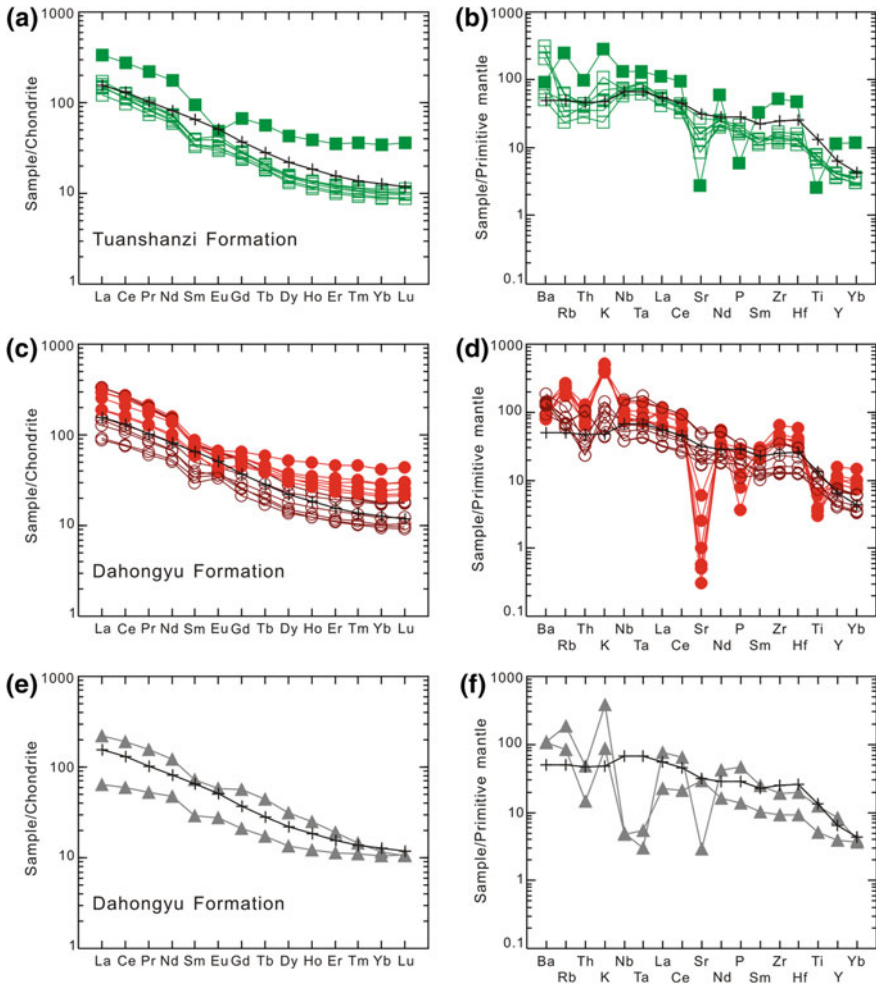 (a)
1000
100
10
1
Sample/Chondrite
Tuanshanzi Formation
La Ce Pr Nd Sm Eu Gd Tb Dy Ho Er Tm Yb Lu
(b)
1000
100
10
1
0.1
Sample/Primitive mantle
Ba Th Nb La Sr P Zr Ti Yb
Rb K Ta Ce Nd Sm Hf Y
(c)
1000
100
10
1
Sample/Chondrite
Dahongyu Formation
La Ce Pr Nd Sm Eu Gd Tb Dy Ho Er Tm Yb Lu
(d)
1000
100
10
1
0.1
Sample/Primitive mantle
Ba Th Nb La Sr P Zr Ti Yb
Rb K Ta Ce Nd Sm Hf Y
(e)
1000
100
10
1
Sample/Chondrite
Dahongyu Formation
La Ce Pr Nd Sm Eu Gd Tb Dy Ho Er Tm Yb Lu
(f)
1000
100
10
1
0.1
Sample/Primitive mantle
Ba Th Nb La Sr P Zr Ti Yb
Rb K Ta Ce Nd Sm Hf Y